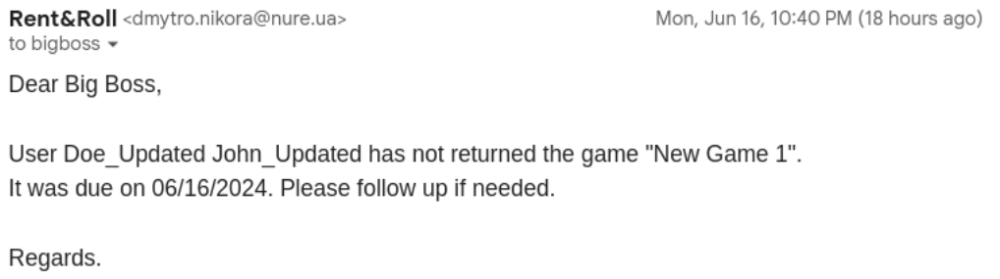 Rent&Roll <dmytro.nikora@nure.ua> Mon, Jun 16, 10:40 PM (18 hours ago)
to bigboss
Dear Big Boss,
User Doe_Updated John_Updated has not returned the game "New Game 1".
It was due on 06/16/2024. Please follow up if needed.
Regards.